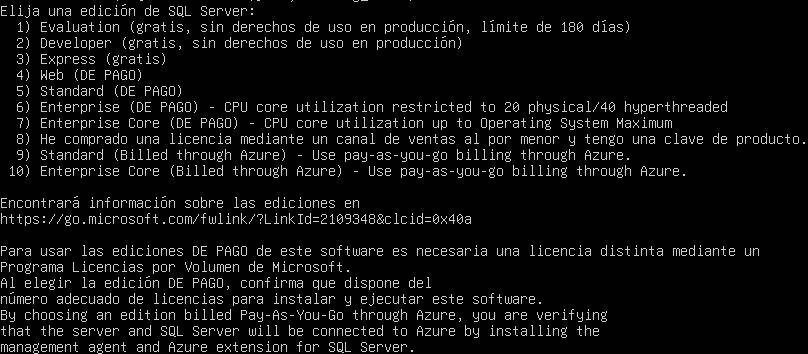 Elija una edición de SQL Server:
1) Evaluation (gratis, sin derechos de uso en producción, límite de 180 días)
2) Developer (gratis, sin derechos de uso en producción)
3) Express (gratis)
4) Web (DE PAGO)
5) Standard (DE PAGO)
6) Enterprise (DE PAGO) - CPU core utilization restricted to 20 physical/40 hyperthreaded
7) Enterprise Core (DE PAGO) - CPU core utilization up to Operating System Maximum
8) He comprado una licencia mediante un canal de ventas al por menor y tengo una clave de producto.
9) Standard (Billed through Azure) - Use pay-as-you-go billing through Azure.
10) Enterprise Core (Billed through Azure) - Use pay-as-you-go billing through Azure.
Encontrará información sobre las ediciones en
https://go.microsoft.com/fwlink/?LinkId=2109348&clcid=0x40a
Para usar las ediciones DE PAGO de este software es necesaria una licencia distinta mediante un
Programa Licencias por Volumen de Microsoft.
Al elegir la edición DE PAGO, confirma que dispone del
número adecuado de licencias para instalar y ejecutar este software.
By choosing an edition billed Pay-As-You-Go through Azure, you are verifying
that the server and SQL Server will be connected to Azure by installing the
management agent and Azure extension for SQL Server.